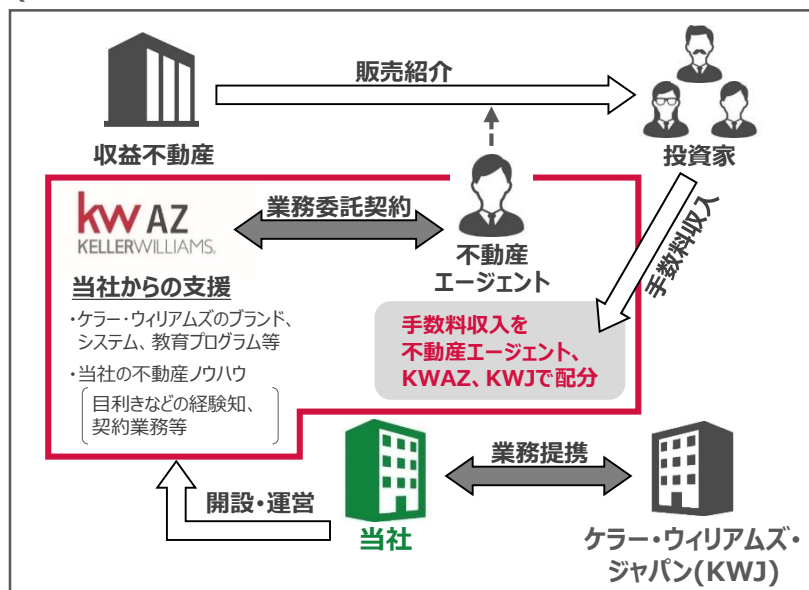 販売紹介
収益不動産
投資家
kw AZ
KELLERWILLIAMS.
業務委託契約
不動産
エージェント
手数料収入
当社からの支援
・ケラー・ウィリアムズのブランド、
システム、教育プログラム等
・当社の不動産ノウハウ
目利きなどの経験知、
契約業務等
手数料収入を
不動産エージェント、
KWAZ、KWJで配分
開設・運営
当社
業務提携
ケラー・ウィリアムズ・
ジャパン(KWJ)